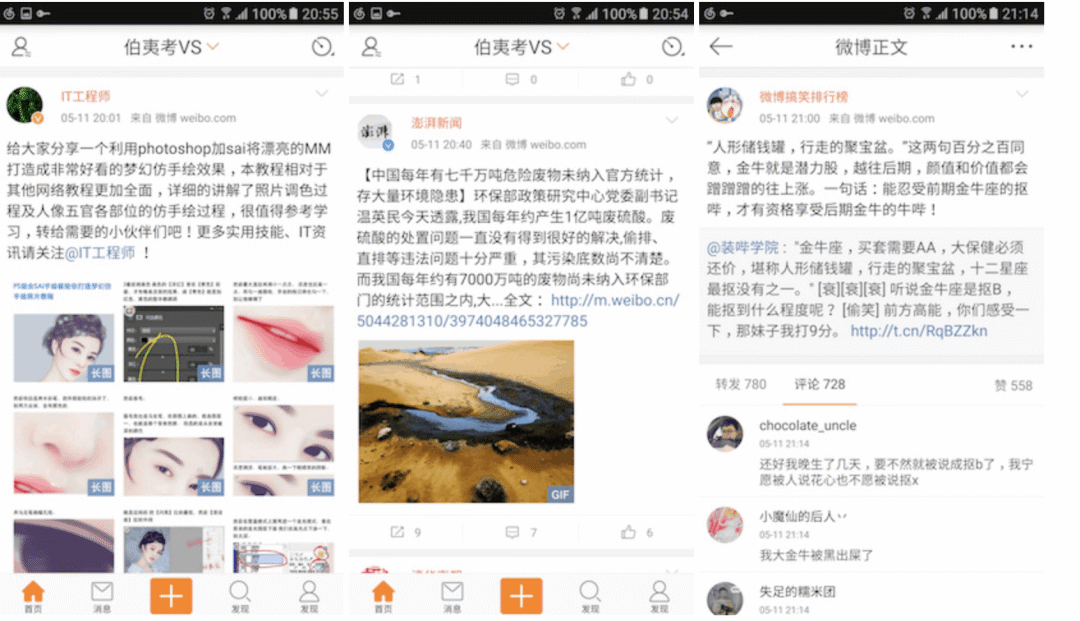 100% 20:55
伯夷考VS
IT工程师
05-11 20:01 来自 微博 weibo.com
给大家分享一个利用photoshop加sai将漂亮的MM
打造成非常好看的梦幻仿手绘效果，本教程相对于
其他网络教程更加全面，详细的讲解了照片调色过
程及人像五官各部位的仿手绘过程，很值得参考学
习，转给需要的小伙伴们吧！更多实用技能、IT资
讯请关注@IT工程师 ！
长图
长图
长图
长图
长图
长图
首页
消息
发现
发现
100% 20:54
伯夷考VS
1
0
0
澎湃
澎湃新闻
05-11 20:40 来自 微博 weibo.com
【中国每年有七千万吨危险废物未纳入官方统计，
存大量环境隐患】环保部政策研究中心党委副书记
温英民今天透露,我国每年约产生1亿吨废硫酸。废
硫酸的处置问题一直没有得到很好的解决,偷排、
直排等违法问题十分严重，其污染底数尚不清楚。
而我国每年约有7000万吨的废物尚未纳入环保部
门的统计范围之内,大...全文： http://m.weibo.cn/
5044281310/3974048465327785
GIF
9
7
6
首页
消息
发现
发现
100% 21:14
微博正文
微博搞笑排行榜
05-11 21:00 来自 微博 weibo.com
“人形储钱罐，行走的聚宝盆。”这两句百分之百同
意，金牛就是潜力股，越往后期，颜值和价值都会
蹭蹭蹭的往上涨。一句话：能忍受前期金牛座的抠
哔，才有资格享受后期金牛的牛哔！
@装哔学院：“金牛座，买套需要AA，大保健必须
还价，堪称人形储钱罐，行走的聚宝盆，十二星座
最抠没有之一。” [衰][衰][衰] 听说金牛座是抠B，
能抠到什么程度呢？[偷笑] 前方高能，你们感受一
下，那妹子我打9分。 http://t.cn/RqBZZkn
转发 780 评论 728 赞 558
chocolate_uncle
05-11 21:14
还好我晚生了几天，要不然就被说成抠b了，我宁
愿被人说花心也不愿被说抠x
小魔仙的后人
05-11 21:14
我大金牛被黑出屎了
失足的糯米团
05-11 21:14